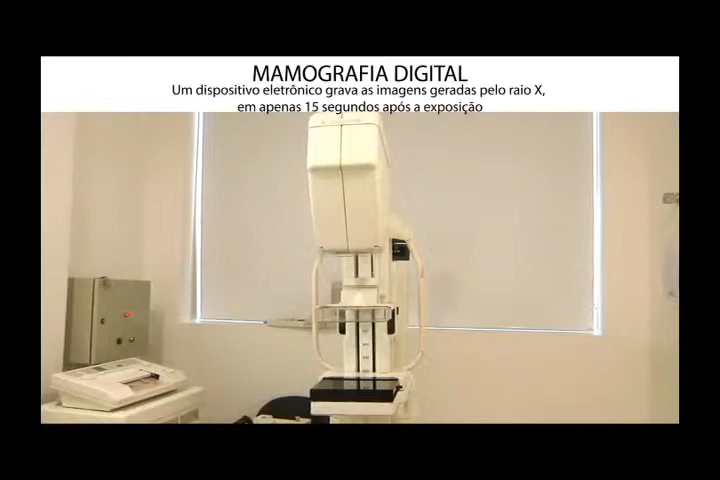 MAMOGRAFIA DIGITAL
Um dispositivo eletrônico grava as imagens geradas pelo raio X,
em apenas 15 segundos após a exposição